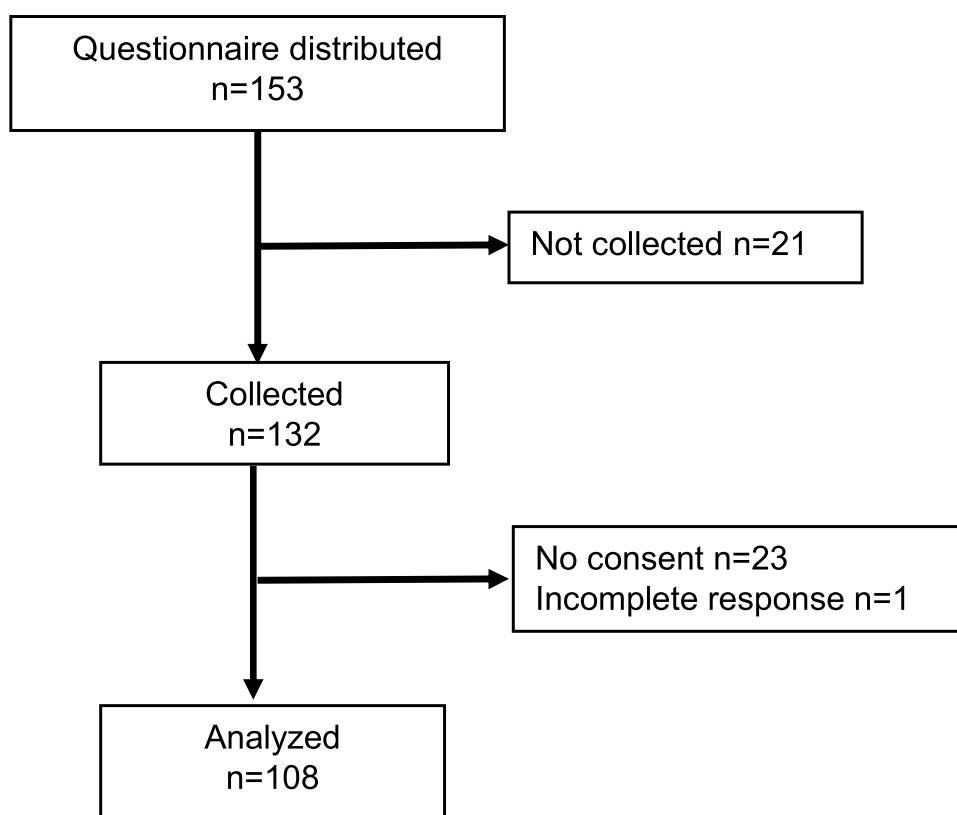 Questionnaire distributed
n=153
Not collected n=21
Collected
n=132
No consent n=23
Incomplete response n=1
Analyzed
n=108